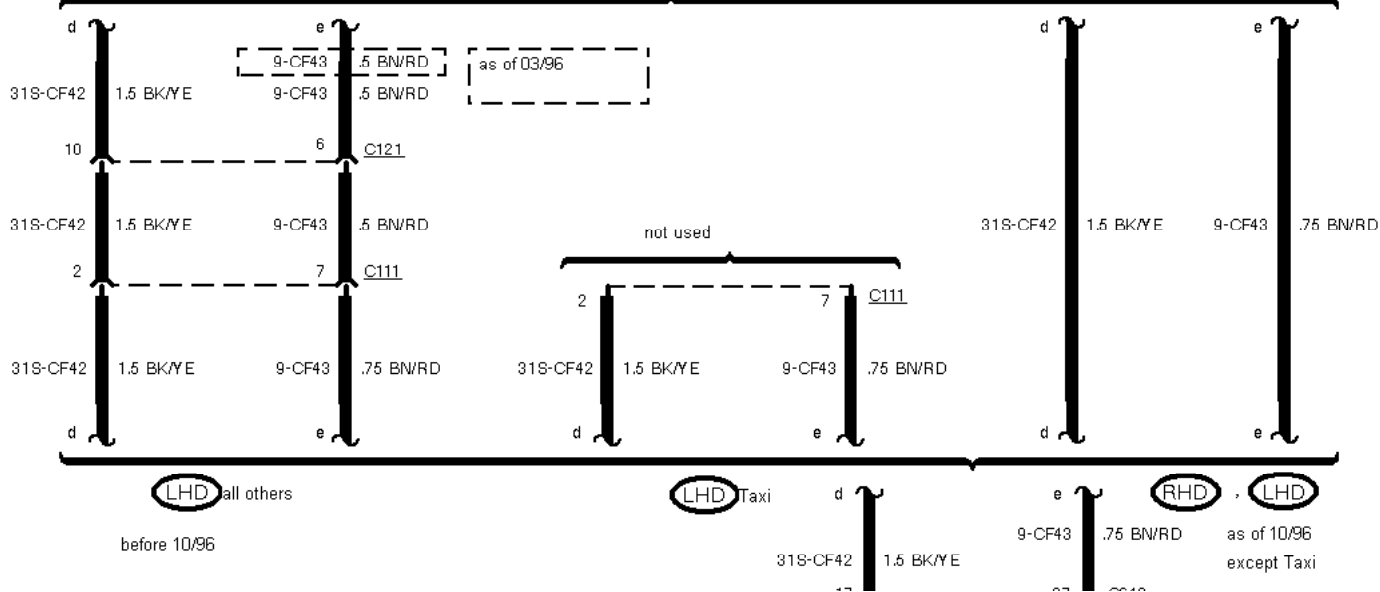 d e d e
9-CF43 .5 BN/RD as of 03/96
31S-CF42 1.5 BK/YE 9-CF43 .5 BN/RD
10 6 C121
31S-CF42 1.5 BK/YE 9-CF43 .5 BN/RD 31S-CF42 1.5 BK/YE 9-CF43 .75 BN/RD
not used
2 7 C111
2 7 C111
31S-CF42 1.5 BK/YE 9-CF43 .75 BN/RD 31S-CF42 1.5 BK/YE 9-CF43 .75 BN/RD
d e d e d e
LHD all others LHD Taxi d e RHD , LHD
before 10/96 9-CF43 .75 BN/RD as of 10/96
31S-CF42 1.5 BK/YE except Taxi